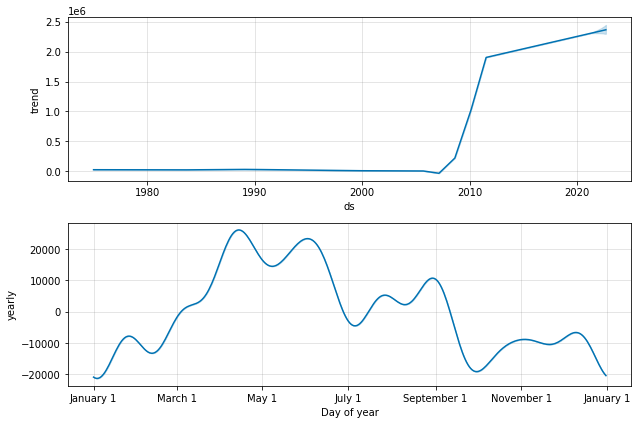 1e6
2.5
2.0
1.5
1.0
0.5
0.0
trend
1980 1990 2000 2010 2020
ds
20000
10000
0
−10000
−20000
yearly
January 1 March 1 May 1 July 1 September 1 November 1 January 1
Day of year